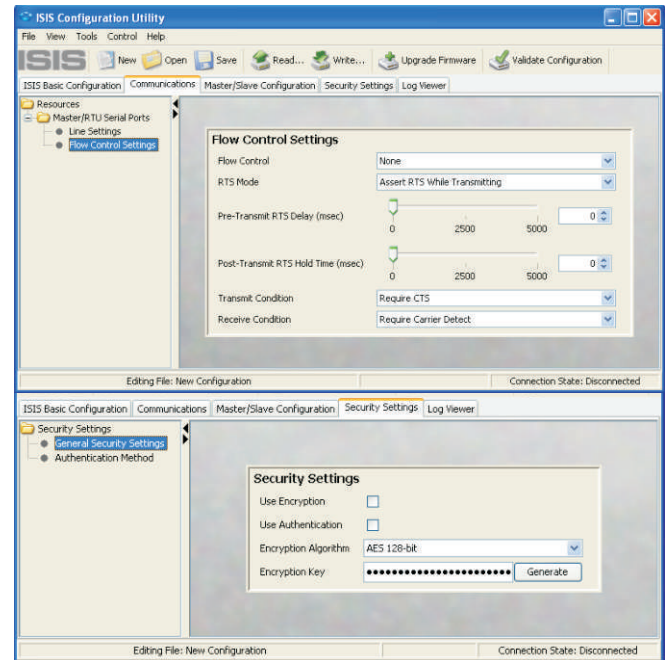 ISIS Configuration Utility
File View Tools Control Help
ISIS New Open Save Read... Write... Upgrade Firmware Validate Configuration
ISIS Basic Configuration Communications Master/Slave Configuration Security Settings Log Viewer
Resources
Master/RTU Serial Ports
Line Settings
Flow Control Settings
Flow Control Settings
Flow Control None
RTS Mode Assert RTS While Transmitting
Pre-Transmit RTS Delay (msec) 0
0 2500 5000
Post-Transmit RTS Hold Time (msec) 0
0 2500 5000
Transmit Condition Require CTS
Receive Condition Require Carrier Detect
Editing File: New Configuration Connection State: Disconnected
ISIS Basic Configuration Communications Master/Slave Configuration Security Settings Log Viewer
Security Settings
General Security Settings
Authentication Method
Security Settings
Use Encryption
Use Authentication
Encryption Algorithm AES 128-bit
Encryption Key ●●●●●●●●●●●●●●●●●●●●●●●● Generate
Editing File: New Configuration Connection State: Disconnected